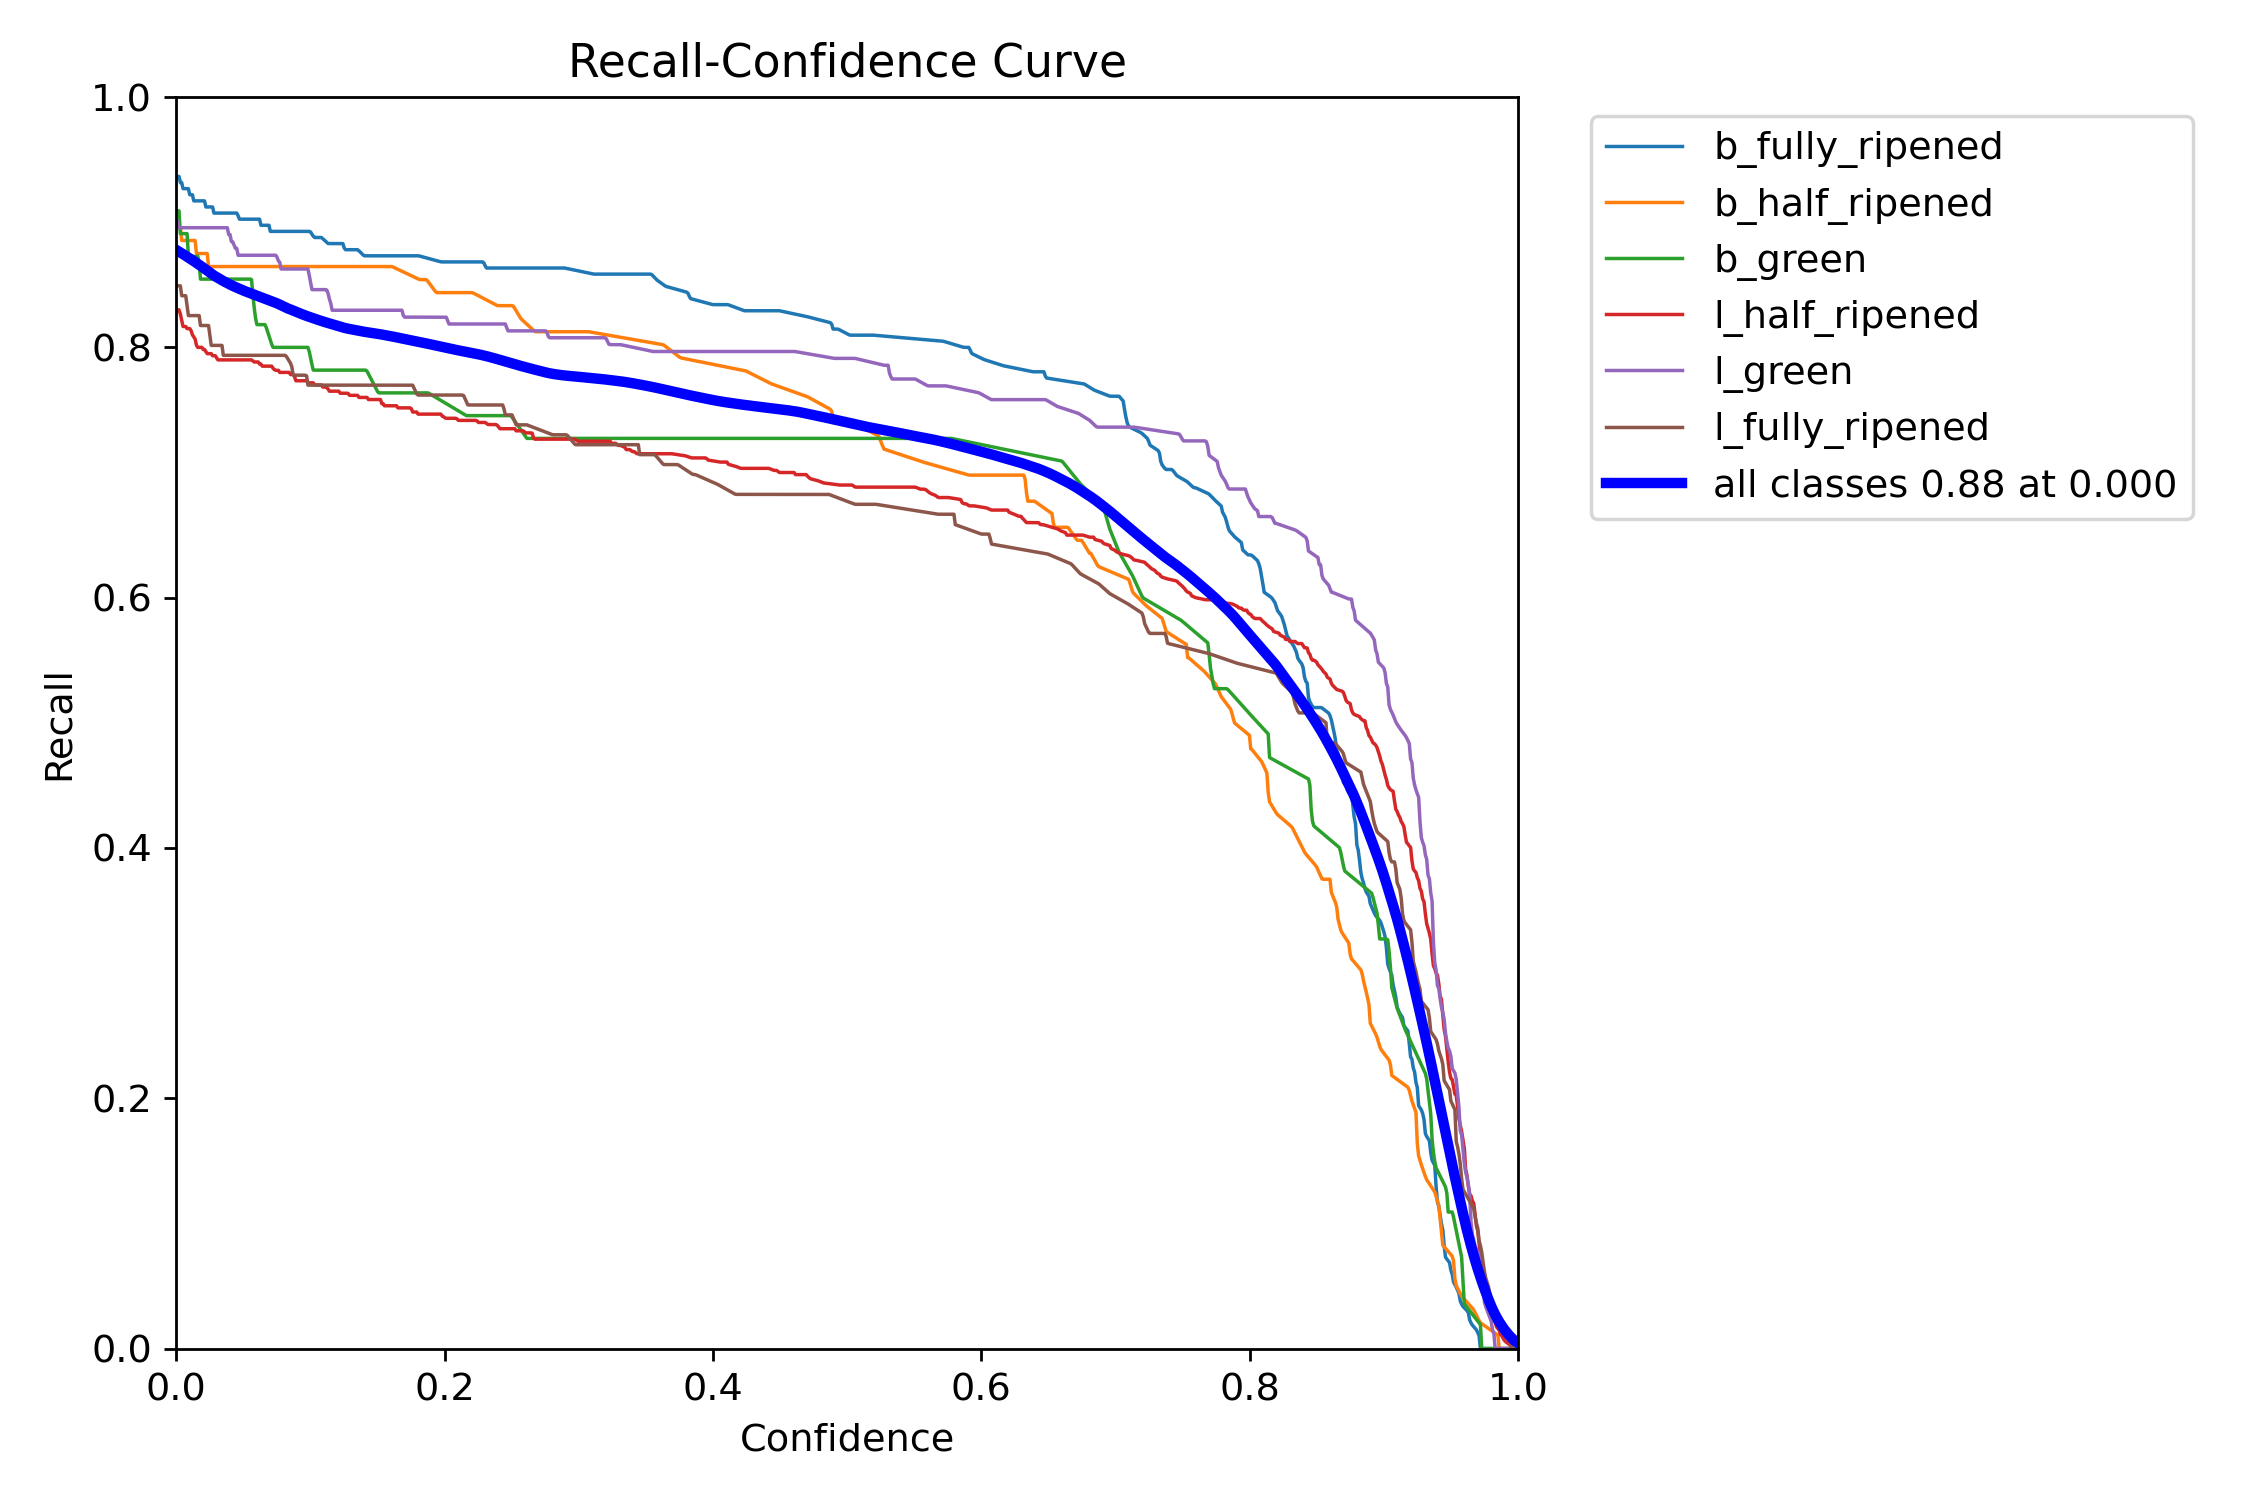 Recall-Confidence Curve
1.0
0.8
0.6
0.4
0.2
0.0
Recall
0.0 0.2 0.4 0.6 0.8 1.0
Confidence
b_fully_ripened
b_half_ripened
b_green
l_half_ripened
l_green
l_fully_ripened
all classes 0.88 at 0.000